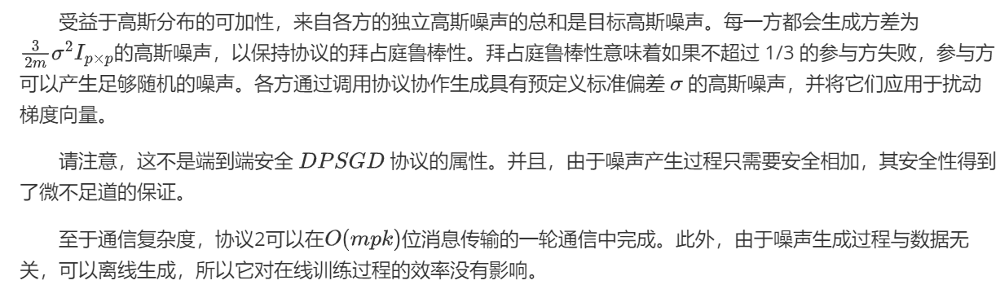 受益于高斯分布的可加性，来自各方的独立高斯噪声的总和是目标高斯噪声。每一方都会生成方差为
$\frac{3}{2m}\sigma^2 I_{p\times p}$的高斯噪声，以保持协议的拜占庭鲁棒性。拜占庭鲁棒性意味着如果不超过 1/3 的参与方失败，参与方
可以产生足够随机的噪声。各方通过调用协议协作生成具有预定义标准偏差 $\sigma$ 的高斯噪声，并将它们应用于扰动
梯度向量。
请注意，这不是端到端安全 $DPSGD$ 协议的属性。并且，由于噪声产生过程只需要安全相加，其安全性得到
了微不足道的保证。
至于通信复杂度，协议2可以在$O(mpk)$位消息传输的一轮通信中完成。此外，由于噪声生成过程与数据无
关，可以离线生成，所以它对在线训练过程的效率没有影响。